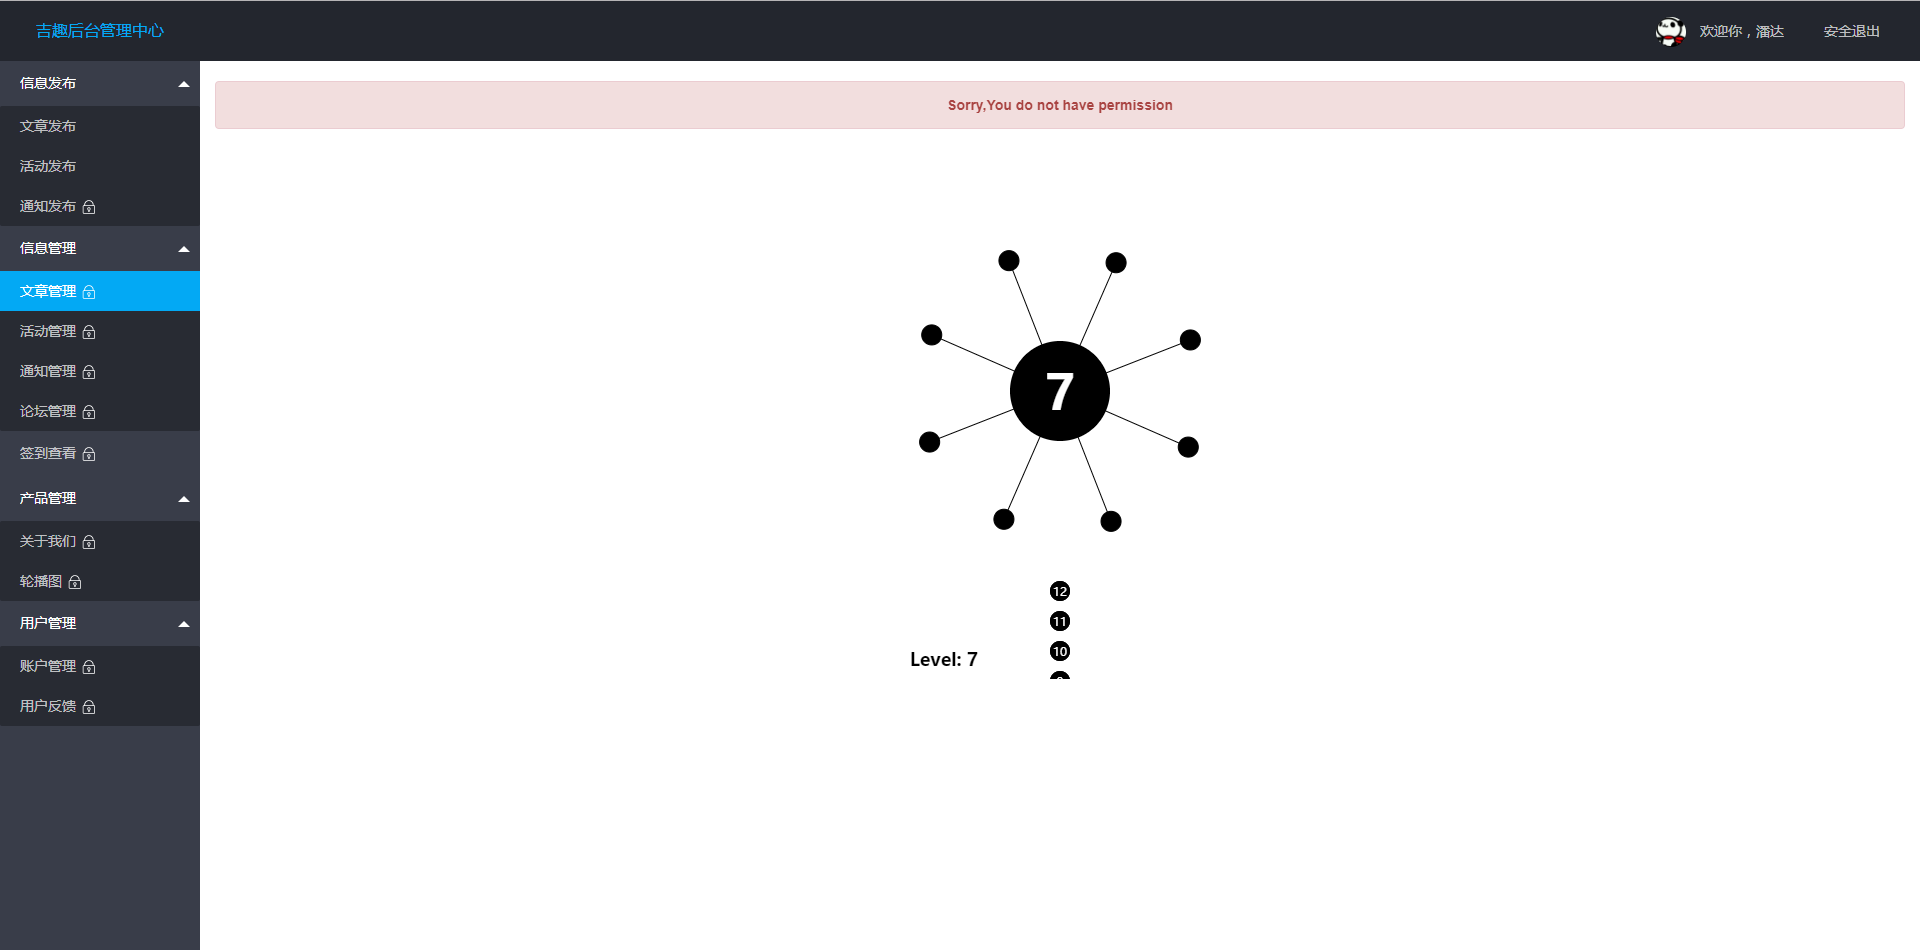 吉趣后台管理中心
欢迎你，溜达
安全退出
信息发布
文章发布
活动发布
通知发布
信息管理
文章管理
活动管理
通知管理
论坛管理
签到查看
产品管理
关于我们
轮播图
用户管理
账户管理
用户反馈
Sorry,You do not have permission
7
12
11
10
Level: 7